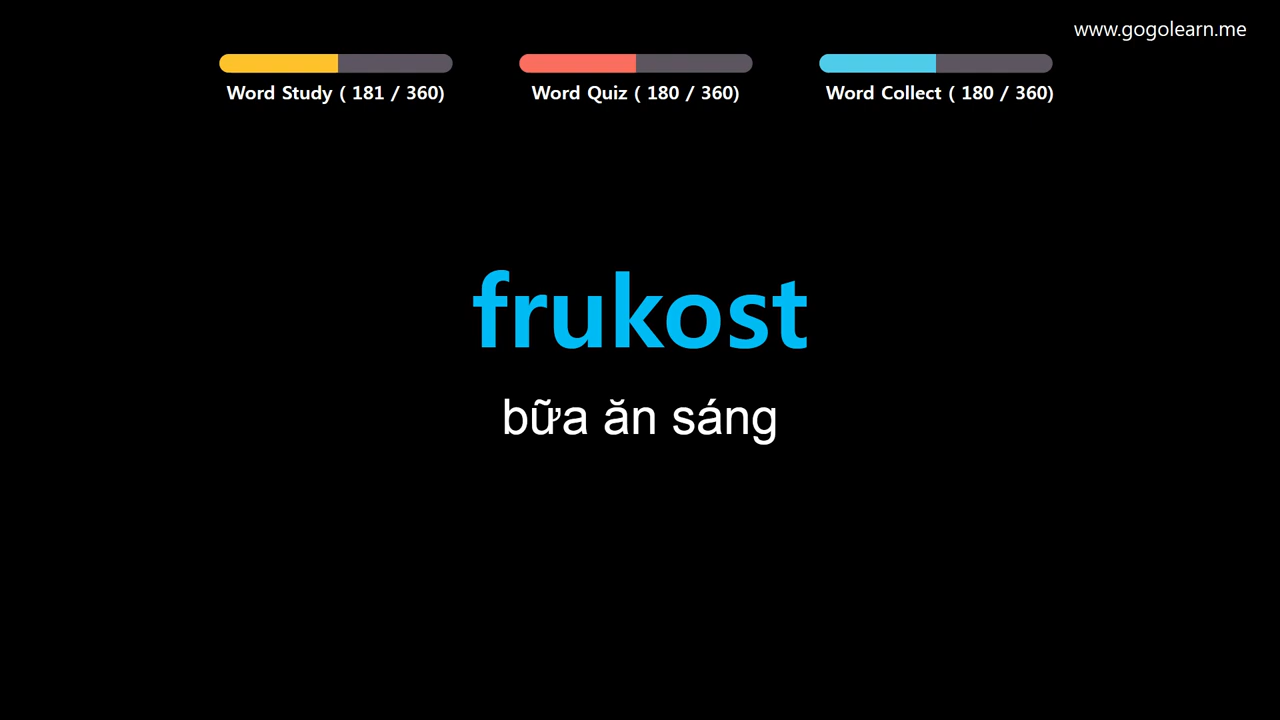 www.gogolearn.me
Word Study ( 181 / 360)
Word Quiz ( 180 / 360)
Word Collect ( 180 / 360)
frukost
bữa ăn sáng